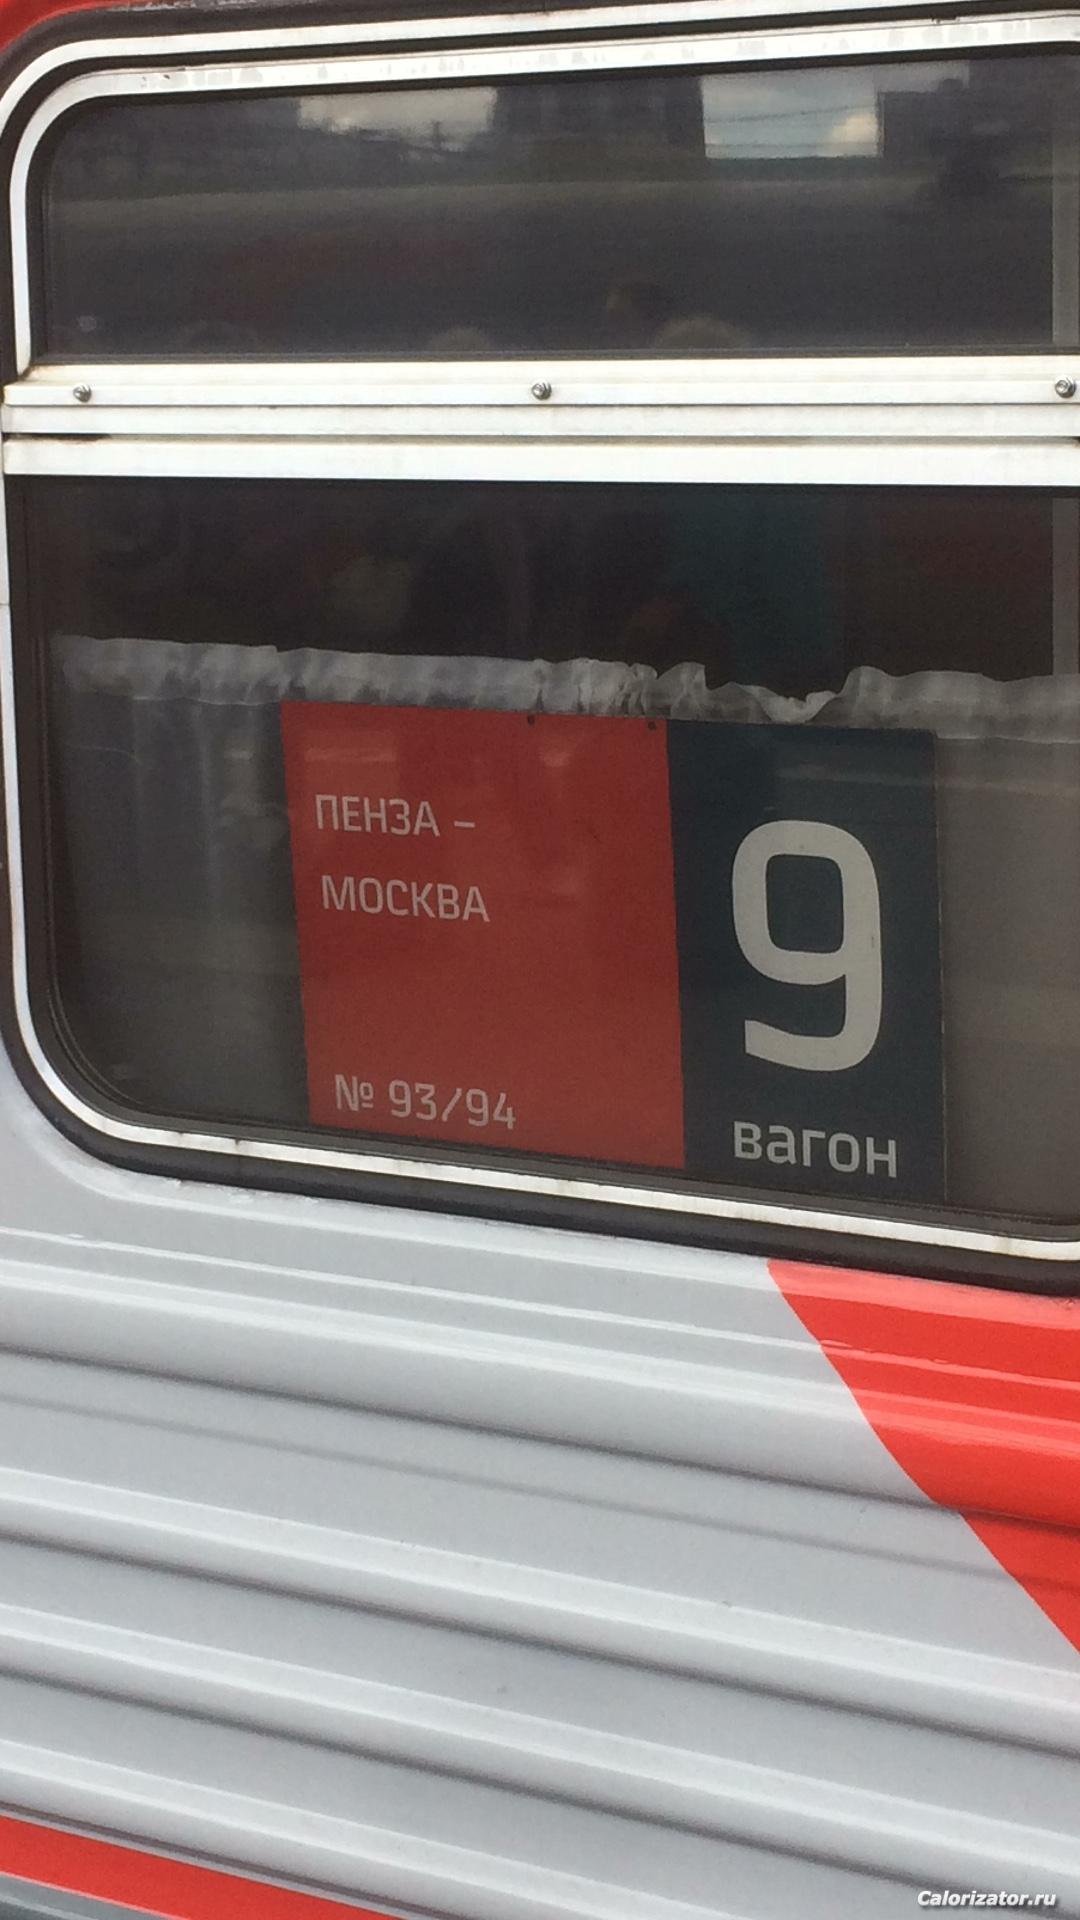 ПЕНЗА –
МОСКВА
№ 93/94
9
вагон
Calorizator.ru